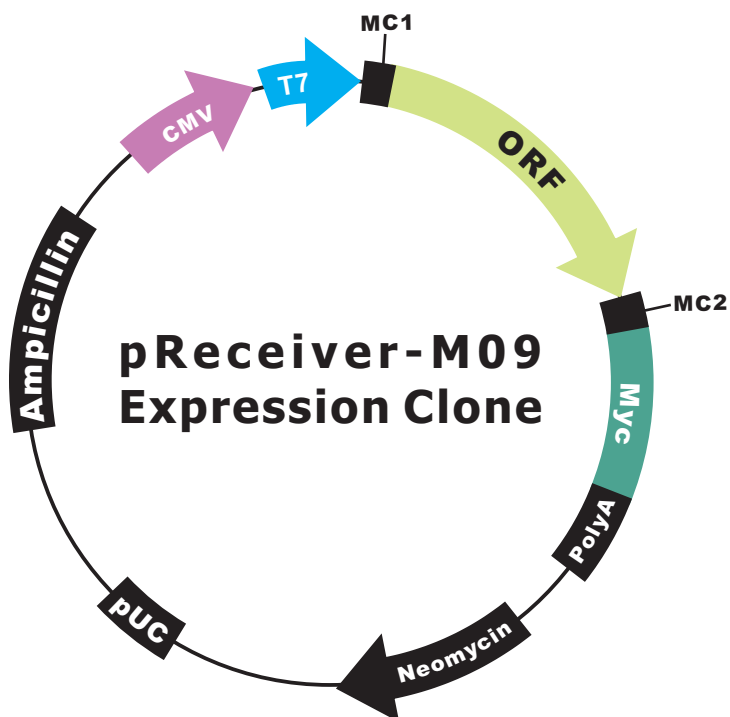 MC1
T7
CMV
ORF
MC2
Ampicillin
pReceiver-M09
Expression Clone
Myc
PolyA
pUC
Neomycin